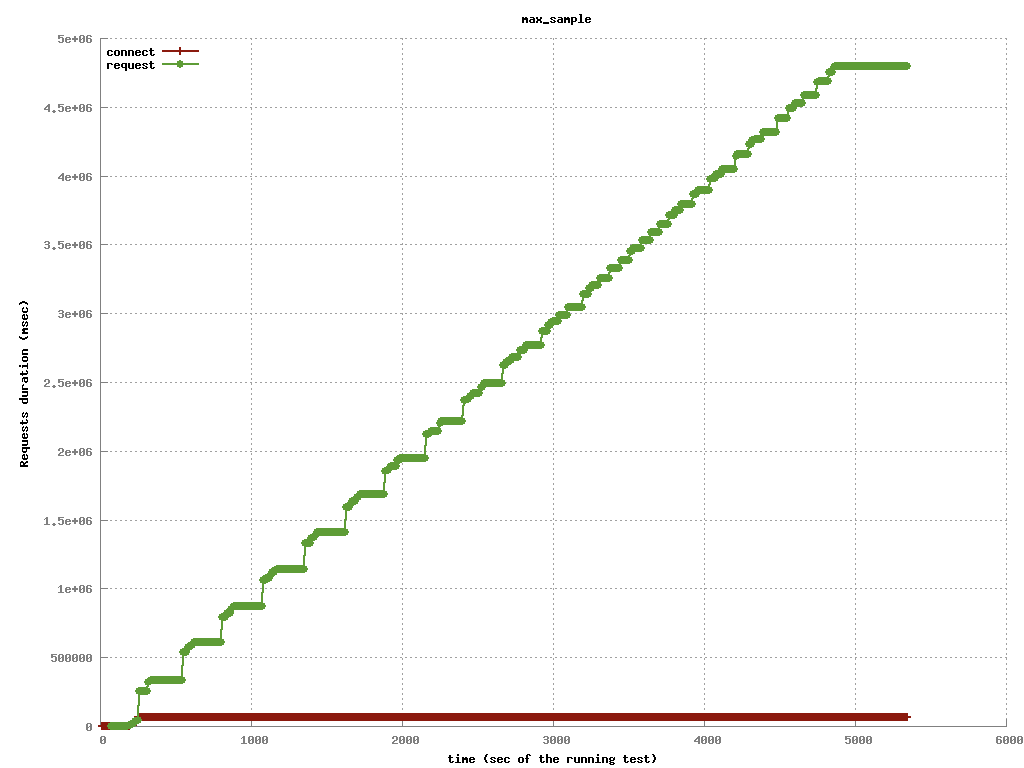 max_sample
5e+06
4.5e+06
4e+06
3.5e+06
3e+06
2.5e+06
2e+06
1.5e+06
1e+06
500000
0
connect
request
Requests duration (msec)
0 1000 2000 3000 4000 5000 6000
time (sec of the running test)